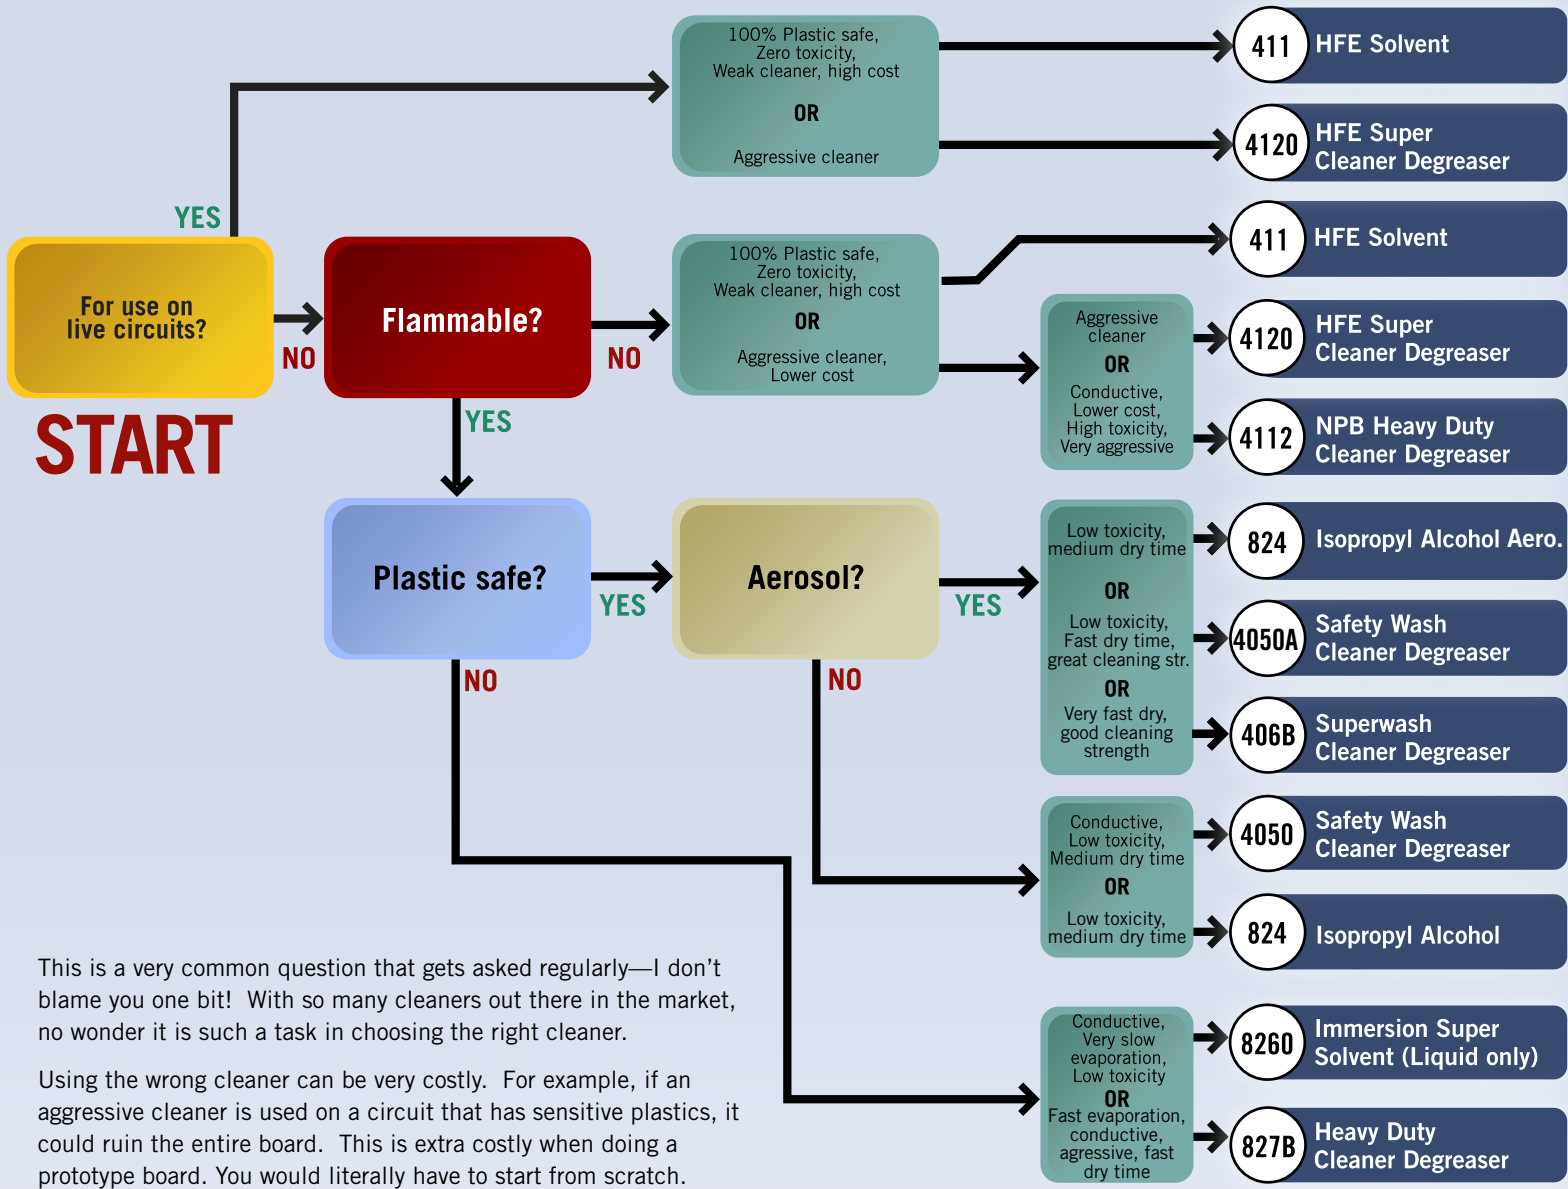 100% Plastic safe,
Zero toxicity,
Weak cleaner, high cost
OR
Aggressive cleaner
411
HFE Solvent
4120
HFE Super
Cleaner Degreaser
YES
For use on
live circuits?
NO
START
Flammable?
NO
YES
100% Plastic safe,
Zero toxicity,
Weak cleaner, high cost
OR
Aggressive cleaner,
Lower cost
411
HFE Solvent
Aggressive
cleaner
OR
Conductive,
Lower cost,
High toxicity,
Very aggressive
4120
HFE Super
Cleaner Degreaser
4112
NPB Heavy Duty
Cleaner Degreaser
Plastic safe?
YES
NO
Aerosol?
YES
NO
Low toxicity,
medium dry time
OR
Low toxicity,
Fast dry time,
great cleaning str.
OR
Very fast dry,
good cleaning
strength
824
Isopropyl Alcohol Aero.
4050A
Safety Wash
Cleaner Degreaser
406B
Superwash
Cleaner Degreaser
Conductive,
Low toxicity,
Medium dry time
OR
Low toxicity,
medium dry time
4050
Safety Wash
Cleaner Degreaser
824
Isopropyl Alcohol
Conductive,
Very slow
evaporation,
Low toxicity
OR
Fast evaporation,
conductive,
agressive, fast
dry time
8260
Immersion Super
Solvent (Liquid only)
827B
Heavy Duty
Cleaner Degreaser
This is a very common question that gets asked regularly—I don’t
blame you one bit!  With so many cleaners out there in the market,
no wonder it is such a task in choosing the right cleaner.
Using the wrong cleaner can be very costly.  For example, if an
aggressive cleaner is used on a circuit that has sensitive plastics, it
could ruin the entire board.  This is extra costly when doing a
prototype board. You would literally have to start from scratch.